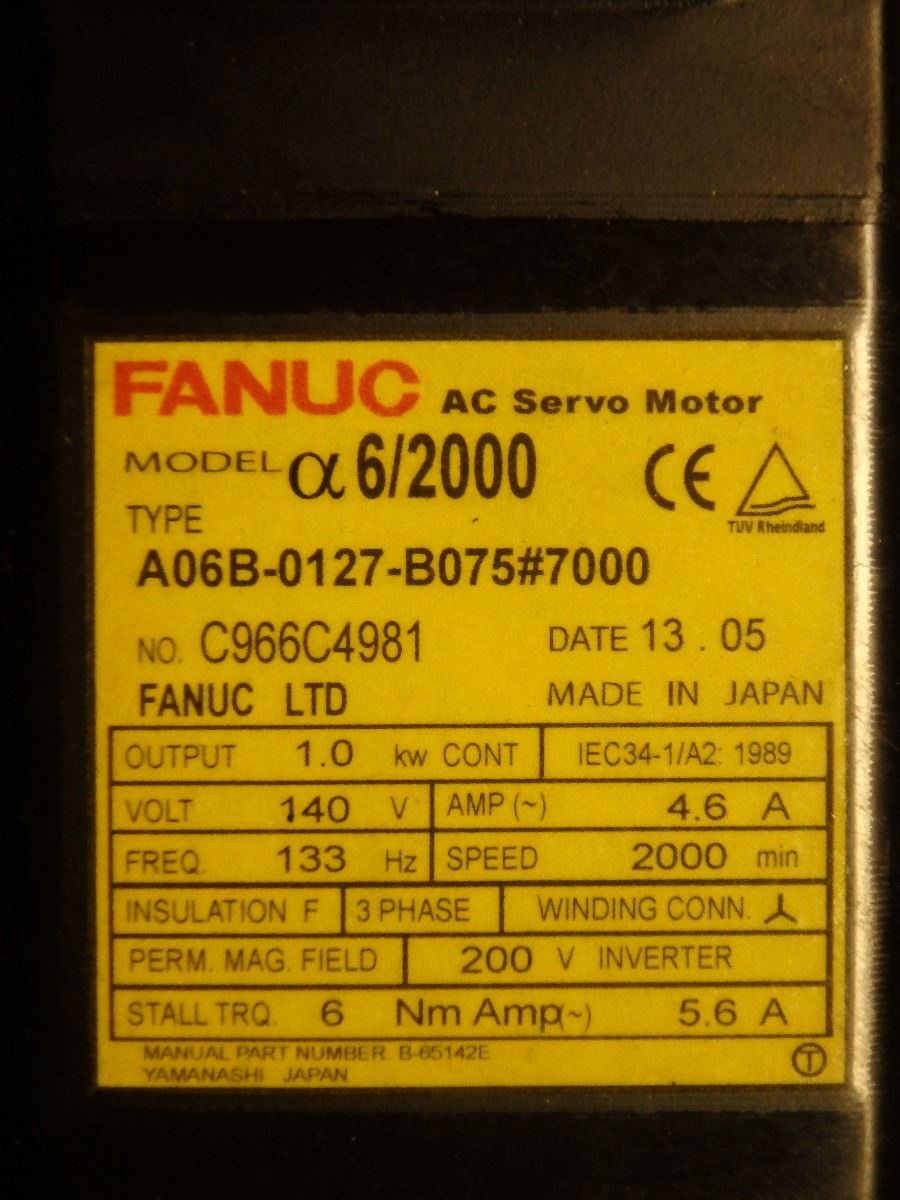 FANUC AC Servo Motor
MODEL α 6/2000 CE
TUV Rheindland
TYPE
A06B-0127-B075#7000
NO. C966C4981 DATE 13 . 05
FANUC LTD MADE IN JAPAN
OUTPUT 1.0 kw CONT IEC34-1/A2: 1989
VOLT 140 V AMP (~) 4.6 A
FREQ. 133 Hz SPEED 2000 min
INSULATION F 3 PHASE WINDING CONN.
PERM. MAG. FIELD 200 V INVERTER
STALL TRQ. 6 Nm Amp(~) 5.6 A
MANUAL PART NUMBER B-65142E
YAMANASHI JAPAN T